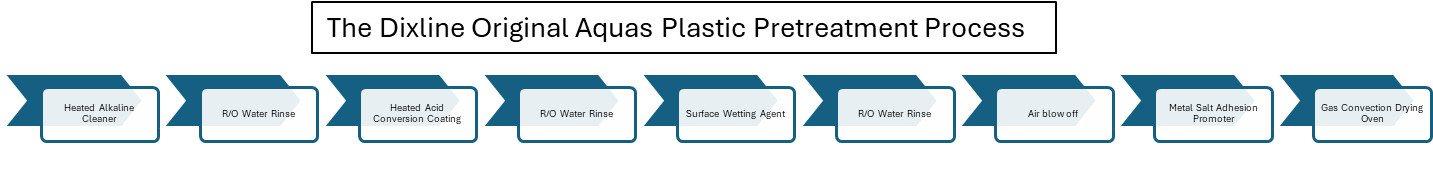 The Dixline Original Aquas Plastic Pretreatment Process
Heated Alkaline
Cleaner
R/O Water Rinse
Heated Acid
Conversion Coating
R/O Water Rinse
Surface Wetting Agent
R/O Water Rinse
Air blow off
Metal Salt Adhesion
Promoter
Gas Convection Drying
Oven